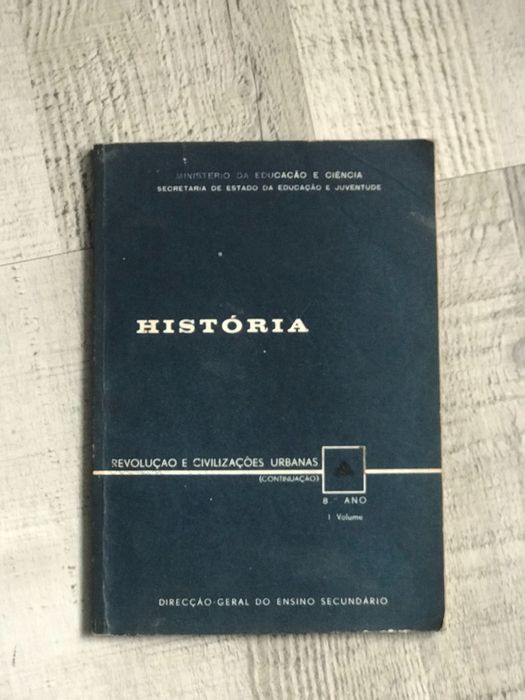 MINISTÉRIO DA EDUCAÇÃO E CIÊNCIA
SECRETARIA DE ESTADO DA EDUCAÇÃO E JUVENTUDE
HISTÓRIA
REVOLUÇAO E CIVILIZAÇÕES URBANAS
(CONTINUAÇÃO)
8.º ANO
I Volume
DIRECÇÃO-GERAL DO ENSINO SECUNDÁRIO